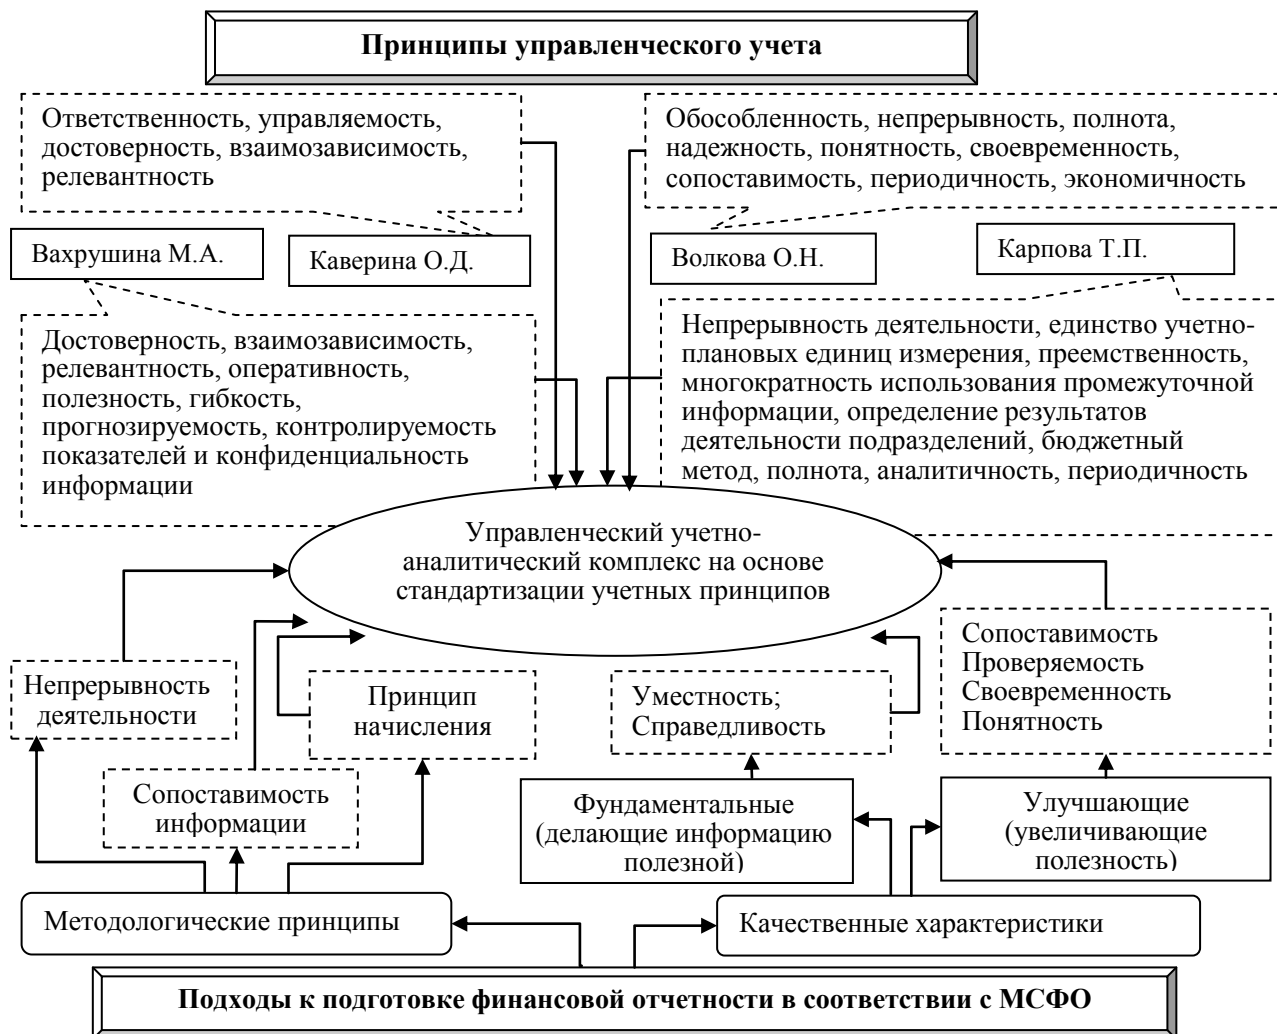 Принципы управленческого учета
Ответственность, управляемость,
достоверность, взаимозависимость,
релевантность
Обособленность, непрерывность, полнота,
надежность, понятность, своевременность,
сопоставимость, периодичность, экономичность
Вахрушина М.А.
Каверина О.Д.
Волкова О.Н.
Карпова Т.П.
Достоверность, взаимозависимость,
релевантность, оперативность,
полезность, гибкость,
прогнозируемость, контролируемость
показателей и конфиденциальность
информации
Непрерывность деятельности, единство учетно-
плановых единиц измерения, преемственность,
многократность использования промежуточной
информации, определение результатов
деятельности подразделений, бюджетный
метод, полнота, аналитичность, периодичность
Управленческий учетно-
аналитический комплекс на основе
стандартизации учетных принципов
Непрерывность
деятельности
Сопоставимость
информации
Принцип
начисления
Уместность;
Справедливость
Сопоставимость
Проверяемость
Своевременность
Понятность
Фундаментальные
(делающие информацию
полезной)
Улучшающие
(увеличивающие
полезность)
Методологические принципы
Качественные характеристики
Подходы к подготовке финансовой отчетности в соответствии с МСФО